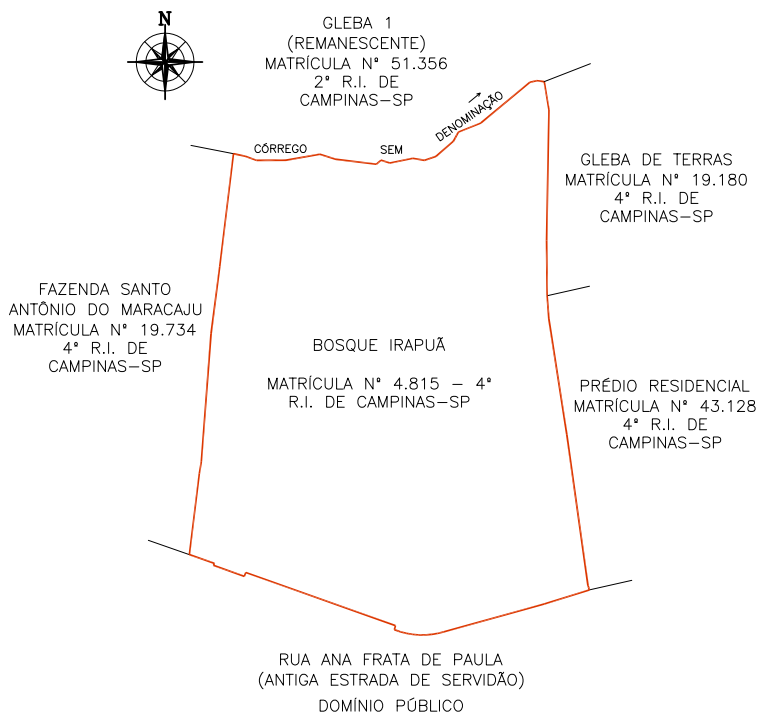 N
GLEBA 1
(REMANESCENTE)
MATRÍCULA N° 51.356
2° R.I. DE
CAMPINAS-SP
CÓRREGO SEM DENOMINAÇÃO
GLEBA DE TERRAS
MATRÍCULA N° 19.180
4° R.I. DE
CAMPINAS-SP
FAZENDA SANTO
ANTÔNIO DO MARACAJU
MATRÍCULA N° 19.734
4° R.I. DE
CAMPINAS-SP
BOSQUE IRAPUÃ
MATRÍCULA N° 4.815 - 4°
R.I. DE CAMPINAS-SP
PRÉDIO RESIDENCIAL
MATRÍCULA N° 43.128
4° R.I. DE
CAMPINAS-SP
RUA ANA FRATA DE PAULA
(ANTIGA ESTRADA DE SERVIDÃO)
DOMÍNIO PÚBLICO